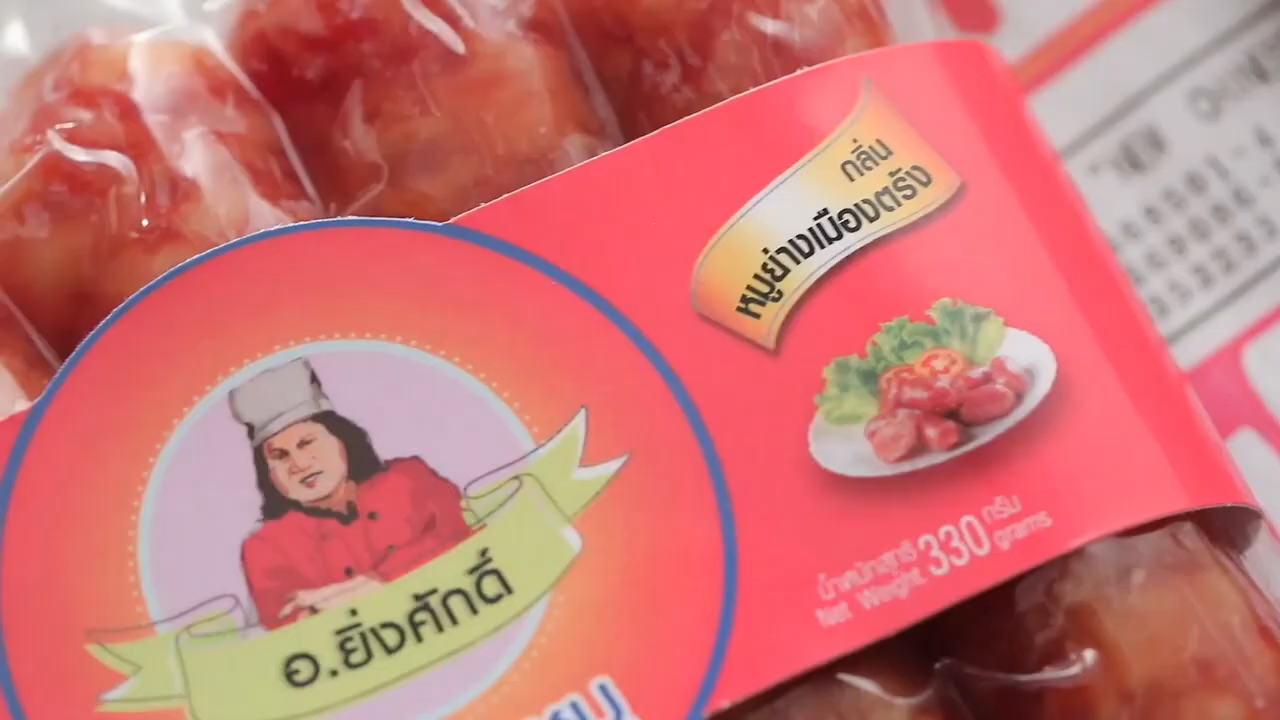 กลิ่น
หมูย่างเมืองตรัง
อ.ยิ่งศักดิ์
น้ำหนักสุทธิ 330 กรัม
Net Weight grams